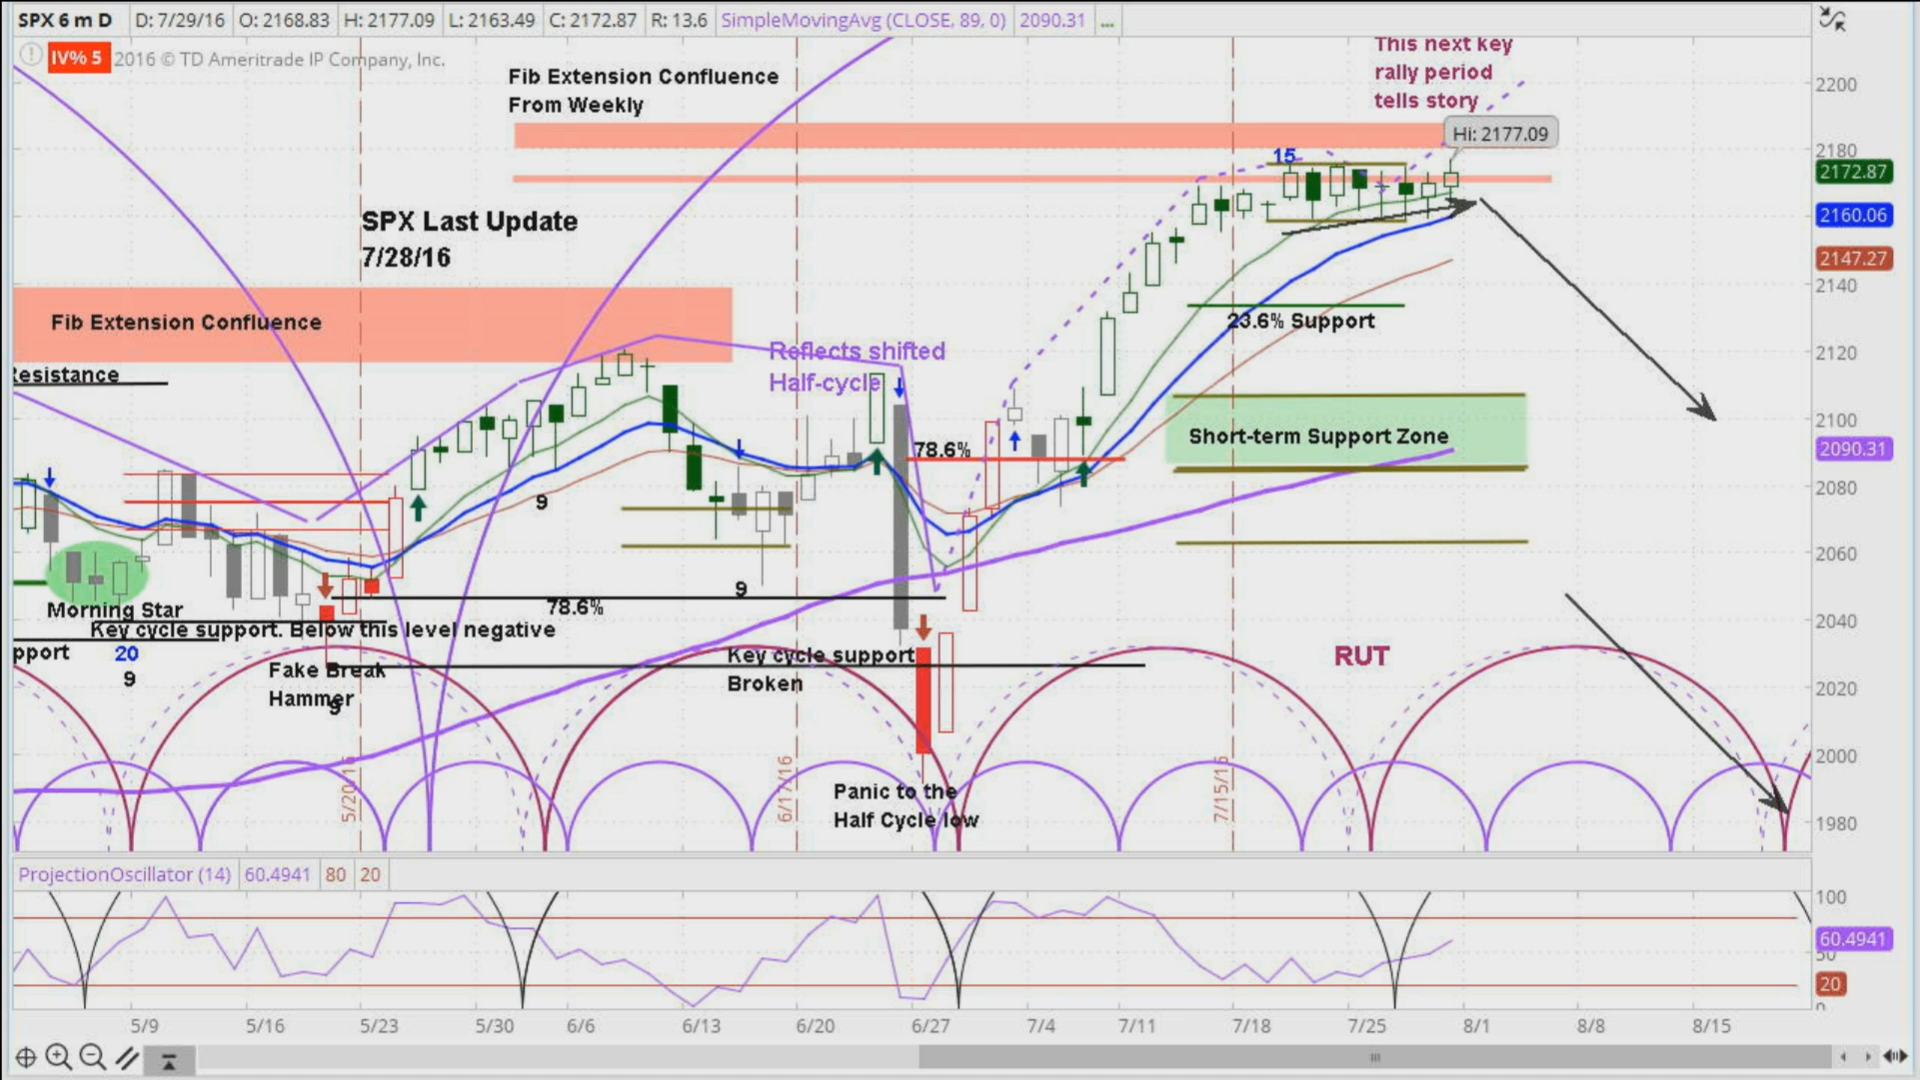 SPX 6 m D D: 7/29/16 O: 2168.83 H: 2177.09 L: 2163.49 C: 2172.87 R: 13.6 SimpleMovingAvg (CLOSE, 89, 0) 2090.31 ...
IV% 5 2016 © TD Ameritrade IP Company, Inc.
This next key
rally period
tells story
Fib Extension Confluence
From Weekly
Hi: 2177.09
15
SPX Last Update
7/28/16
Fib Extension Confluence
23.6% Support
Reflects shifted
Half-cycle
Resistance
78.6%
Short-term Support Zone
9
9
78.6%
Morning Star
Key cycle support. Below this level negative
pport
20
9
Fake Break
Hammer
9
Key cycle support
Broken
RUT
5/20/16
6/17/16
7/15/16
Panic to the
Half Cycle low
2200
2180
2172.87
2160.06
2147.27
2140
2120
2100
2090.31
2080
2060
2040
2020
2000
1980
ProjectionOscillator (14) 60.4941 80 20
100
60.4941
50
20
0
5/9 5/16 5/23 5/30 6/6 6/13 6/20 6/27 7/4 7/11 7/18 7/25 8/1 8/8 8/15